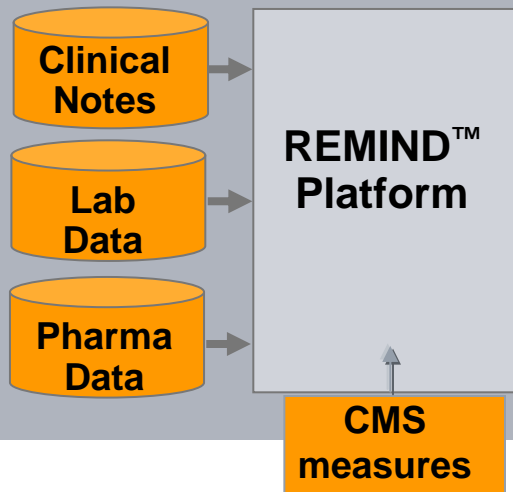 Clinical
Notes
REMIND™
Platform
Lab
Data
Pharma
Data
CMS
measures